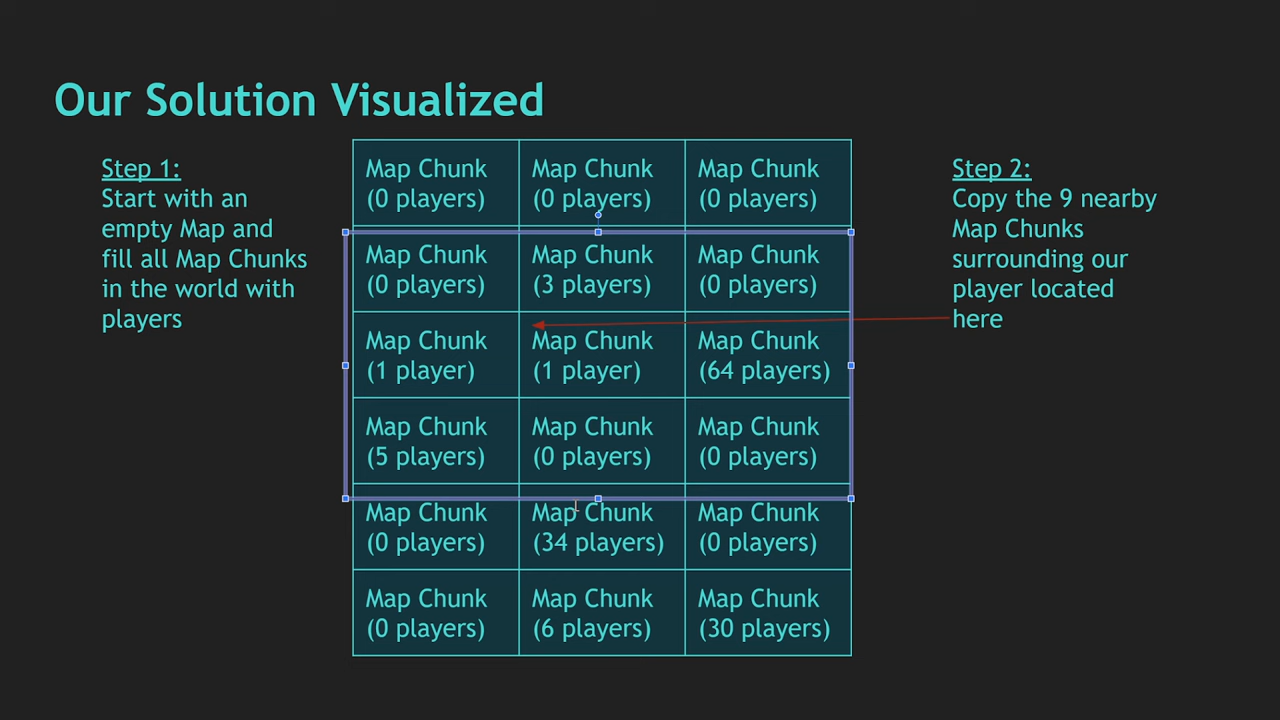 Our Solution Visualized
Step 1:
Start with an
empty Map and
fill all Map Chunks
in the world with
players
Map Chunk Map Chunk Map Chunk
(0 players) (0 players) (0 players)
Map Chunk Map Chunk Map Chunk
(0 players) (3 players) (0 players)
Map Chunk Map Chunk Map Chunk
(1 player) (1 player) (64 players)
Map Chunk Map Chunk Map Chunk
(5 players) (0 players) (0 players)
Map Chunk Map Chunk Map Chunk
(0 players) (34 players) (0 players)
Map Chunk Map Chunk Map Chunk
(0 players) (6 players) (30 players)
Step 2:
Copy the 9 nearby
Map Chunks
surrounding our
player located
here